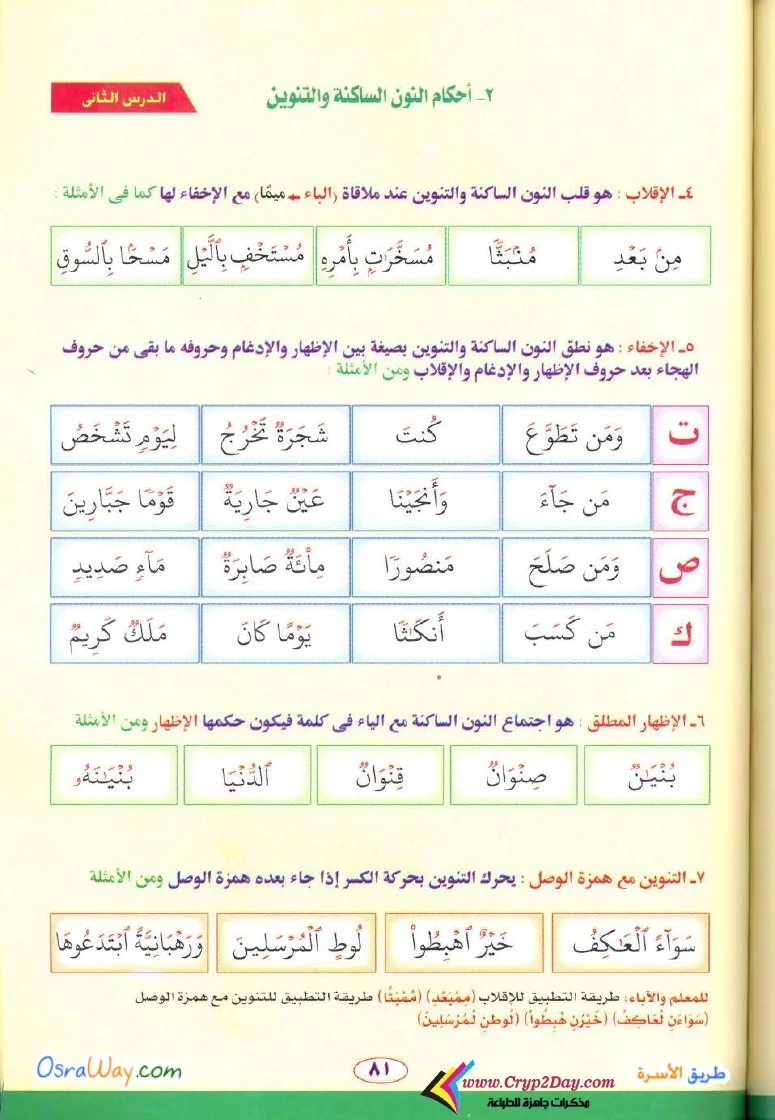 ٢- أحكام النون الساكنة والتنوين
الدرس الثانى
٤- الإقلاب : هو قلب النون الساكنة والتنوين عند ملاقاة (الباء ← ميمًا) مع الإخفاء لها كما فى الأمثلة :
مِنۢ بَعْدِ مُنۢبَثًّا مُسَخَّرَٰتٍۭ بِأَمْرِهِ مُسْتَخْفٍۭ بِٱلَّيْلِ مَسْحًۢا بِٱلسُّوقِ
٥- الإخفاء : هو نطق النون الساكنة والتنوين بصيغة بين الإظهار والإدغام وحروفه ما بقى من حروف
الهجاء بعد حروف الإظهار والإدغام والإقلاب ومن الأمثلة :
ت وَمَن تَطَوَّعَ كُنتَ شَجَرَةٌ تَخْرُجُ لِيَوْمٍ تَشْخَصُ
ج مَن جَآءَ وَأَنجَيْنَا عَيْنٌ جَارِيَةٌ قَوْمًا جَبَّارِينَ
ص وَمَن صَلَحَ مَنصُورًا مِا۟ئَةٌ صَابِرَةٌ مَآءٍ صَدِيدٍ
ك مَن كَسَبَ أَنكَٰثًا يَوْمًا كَانَ مَلَكٌ كَرِيمٌ
٦- الإظهار المطلق : هو اجتماع النون الساكنة مع الياء فى كلمة فيكون حكمها الإظهار ومن الأمثلة
بُنْيَٰنٌ صِنْوَانٌ قِنْوَانٌ ٱلدُّنْيَا بُنْيَٰنَهُۥ
٧- التنوين مع همزة الوصل : يحرك التنوين بحركة الكسر إذا جاء بعده همزة الوصل ومن الأمثلة
سَوَآءً ٱلْعَٰكِفُ خَيْرٌ ٱهْبِطُوا۟ لُوطٍ ٱلْمُرْسَلِينَ وَرَهْبَانِيَّةً ٱبْتَدَعُوهَا
للمعلم والآباء: طريقة التطبيق للإقلاب (مِمْبَعْدِ) (مُمْبَثًّا) طريقة التطبيق للتنوين مع همزة الوصل
(سَوَاءَنِ لْعَاكِفُ) (خَيْرُنِ هْبِطُوا) (لُوطِنِ لْمُرْسَلِينَ)
طريق الأسرة
٨١
www.Cryp2Day.com
مذكرات جاهزة للطباعة
OsraWay.com